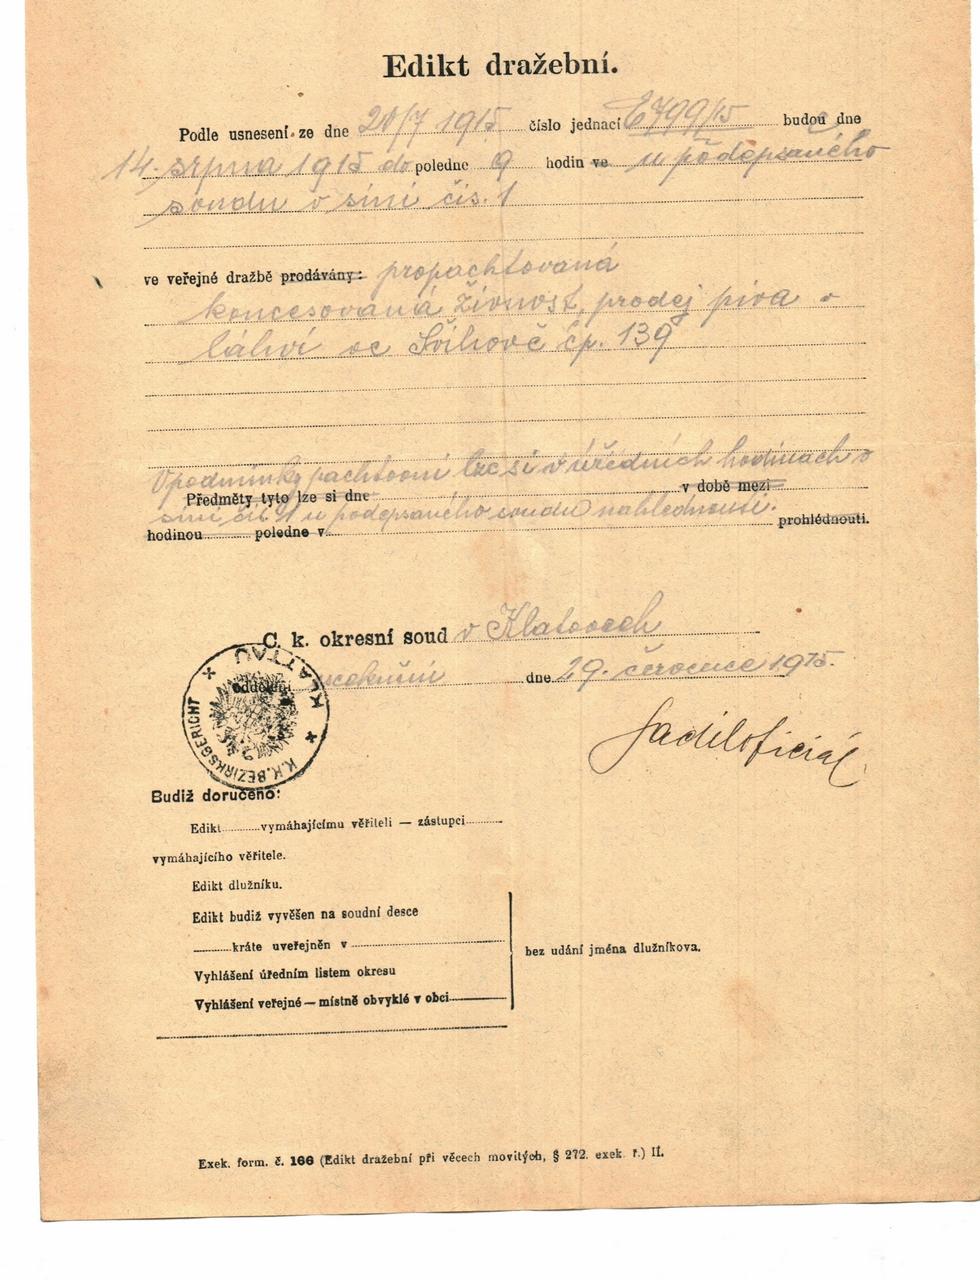 Edikt dražební.
Podle usnesení ze dne 20/7 1915 číslo jednací E 799/15 budou dne
14. srpna 1915 do poledne 9 hodin ve u podepsaného
soudu v síni čís. 1
ve veřejné dražbě prodávány: propachtovaná
koncesovaná živnost, prodej piva v
láhvi čp. 139
podmínky pachtovní lze si v úředních hodinách v
Předměty tyto lze si dne v době mezi
síni čís. u podepsaného soudu nahlédnouti.
hodinou poledne v prohlédnouti.
C. k. okresní soud v Klatovech
oddělení dne 29. července 1915.
K.K. BEZIRKSGERICHT KLATTAU
oficiál
Budiž doručeno:
Edikt vymáhajícímu věřiteli — zástupci
vymáhajícího věřitele.
Edikt dlužníku.
Edikt budiž vyvěšen na soudní desce
kráte uveřejněn v
bez udání jména dlužníkova.
Vyhlášení úředním listem okresu
Vyhlášení veřejné — místně obvyklé v obci
Exek. form. č. 166 (Edikt dražební při věcech movitých, § 272. exek. ř.) II.